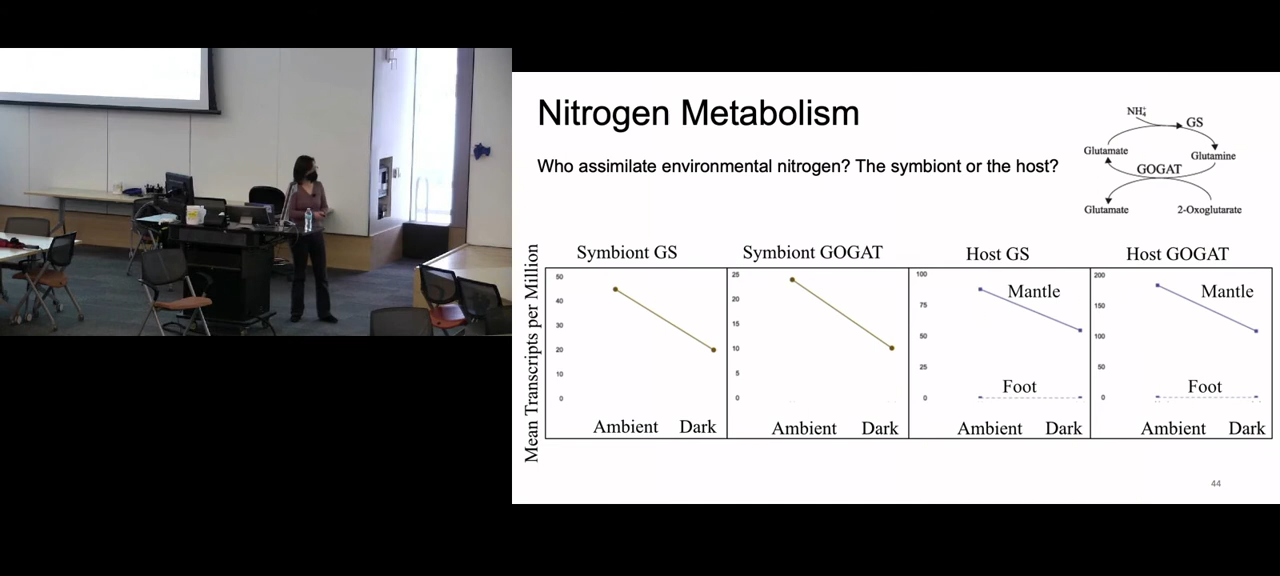 Nitrogen Metabolism
Who assimilate environmental nitrogen? The symbiont or the host?
NH₄⁺
GS
Glutamate
Glutamine
GOGAT
Glutamate
2-Oxoglutarate
Mean Transcripts per Million
Symbiont GS
50
40
30
20
10
0
Ambient Dark
Symbiont GOGAT
25
20
15
10
5
0
Ambient Dark
Host GS
100
75
50
25
0
Mantle
Foot
Ambient Dark
Host GOGAT
200
150
100
50
0
Mantle
Foot
Ambient Dark
44